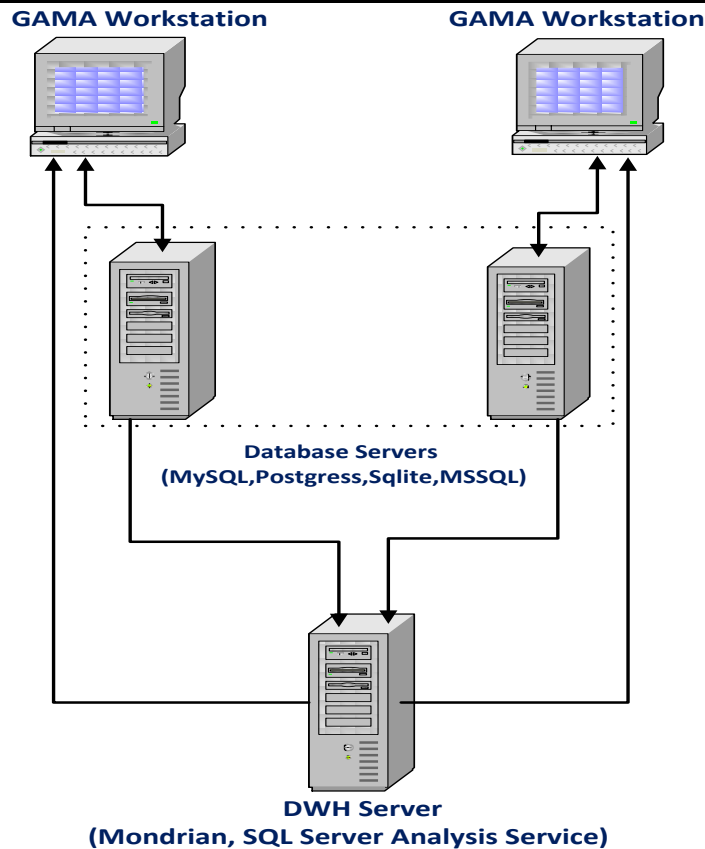 GAMA Workstation
GAMA Workstation
Database Servers
(MySQL,Postgress,Sqlite,MSSQL)
DWH Server
(Mondrian, SQL Server Analysis Service)